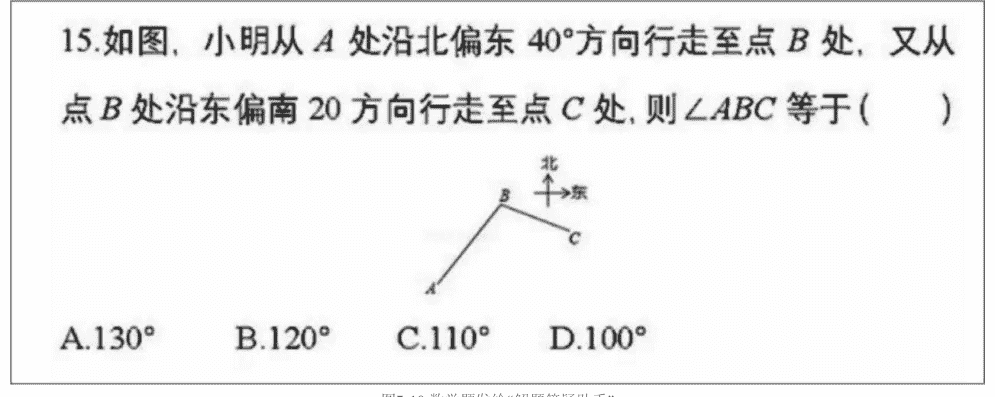 15.如图，小明从 A 处沿北偏东 40°方向行走至点 B 处，又从
点 B 处沿东偏南 20 方向行走至点 C 处,则∠ABC 等于(　　)
北
东
B
C
A
A.130° B.120° C.110° D.100°